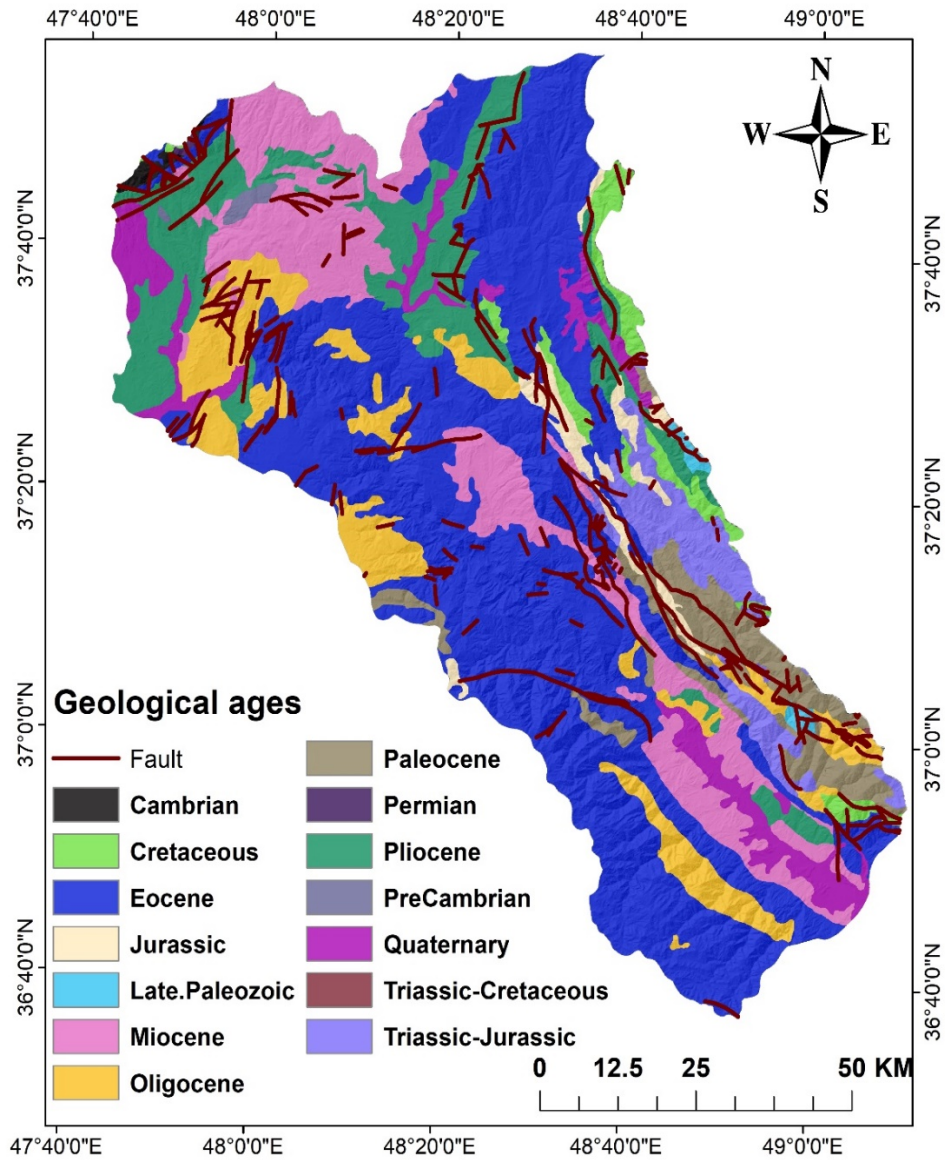 47°40'0"E 48°0'0"E 48°20'0"E 48°40'0"E 49°0'0"E
N
W E
S
37°40'0"N 37°40'0"N
37°20'0"N 37°20'0"N
37°0'0"N 37°0'0"N
36°40'0"N 36°40'0"N
Geological ages
Fault
Cambrian
Cretaceous
Eocene
Jurassic
Late.Paleozoic
Miocene
Oligocene
Paleocene
Permian
Pliocene
PreCambrian
Quaternary
Triassic-Cretaceous
Triassic-Jurassic
0 12.5 25 50 KM
47°40'0"E 48°0'0"E 48°20'0"E 48°40'0"E 49°0'0"E